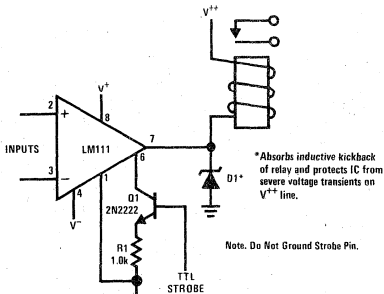 V++
V+
2
8
+
INPUTS
LM111
7
6
3
−
4
1
V−
Q1
2N2222
R1
1.0k
TTL
STROBE
D1*
*Absorbs inductive kickback
of relay and protects IC from
severe voltage transients on
V++ line.
Note. Do Not Ground Strobe Pin.